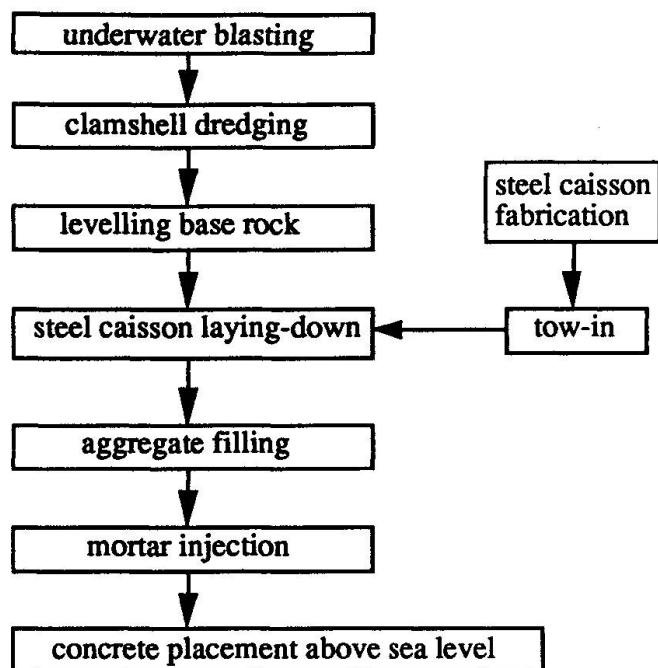 underwater blasting
clamshell dredging
levelling base rock
steel caisson
fabrication
steel caisson laying-down
tow-in
aggregate filling
mortar injection
concrete placement above sea level